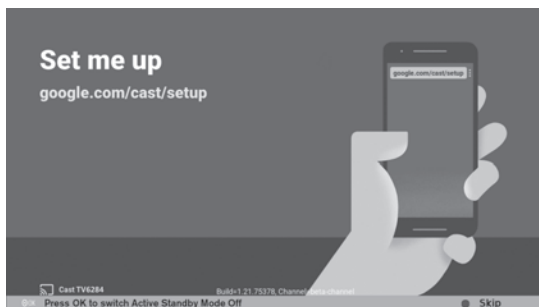 Set me up
google.com/cast/setup
google.com/cast/setup
Cast TV6284
Build=1.21.75378, Channel=beta-channel
OK Press OK to switch Active Standby Mode Off
Skip